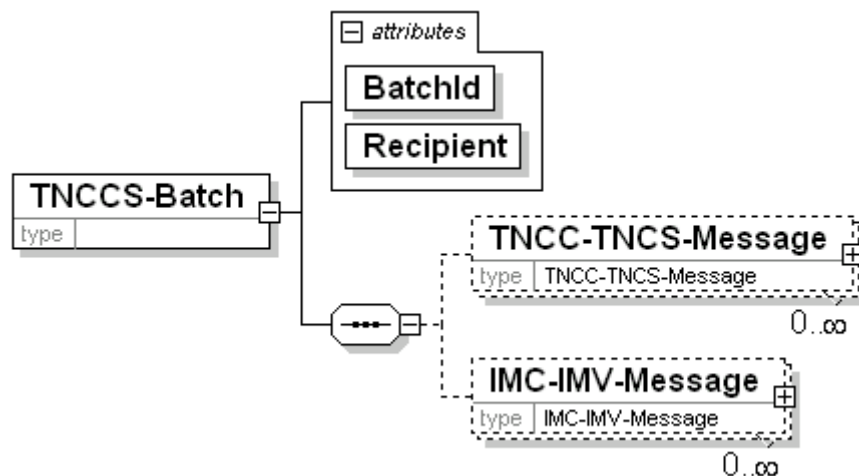 attributes
BatchId
Recipient
TNCCS-Batch
type
TNCC-TNCS-Message
type TNCC-TNCS-Message
0..∞
IMC-IMV-Message
type IMC-IMV-Message
0..∞